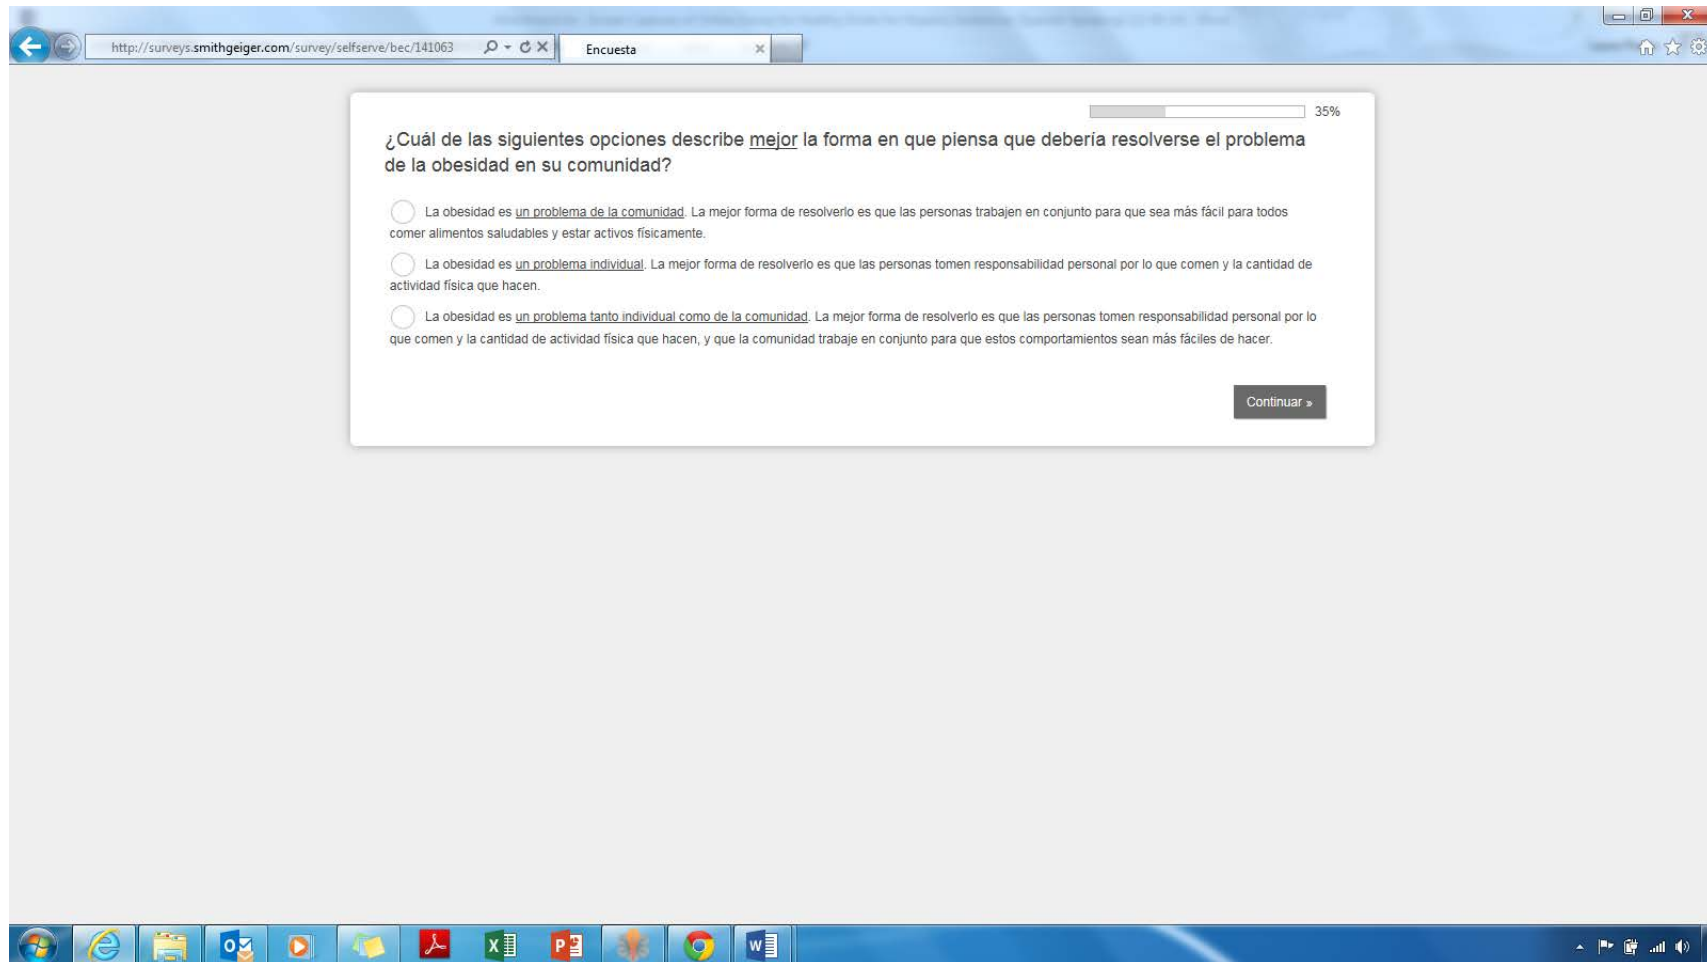 http://surveys.smithgeiger.com/survey/selfserve/bec/141063
Encuesta
35%
¿Cuál de las siguientes opciones describe mejor la forma en que piensa que debería resolverse el problema
de la obesidad en su comunidad?
La obesidad es un problema de la comunidad. La mejor forma de resolverlo es que las personas trabajen en conjunto para que sea más fácil para todos
comer alimentos saludables y estar activos físicamente.
La obesidad es un problema individual. La mejor forma de resolverlo es que las personas tomen responsabilidad personal por lo que comen y la cantidad de
actividad física que hacen.
La obesidad es un problema tanto individual como de la comunidad. La mejor forma de resolverlo es que las personas tomen responsabilidad personal por lo
que comen y la cantidad de actividad física que hacen, y que la comunidad trabaje en conjunto para que estos comportamientos sean más fáciles de hacer.
Continuar »